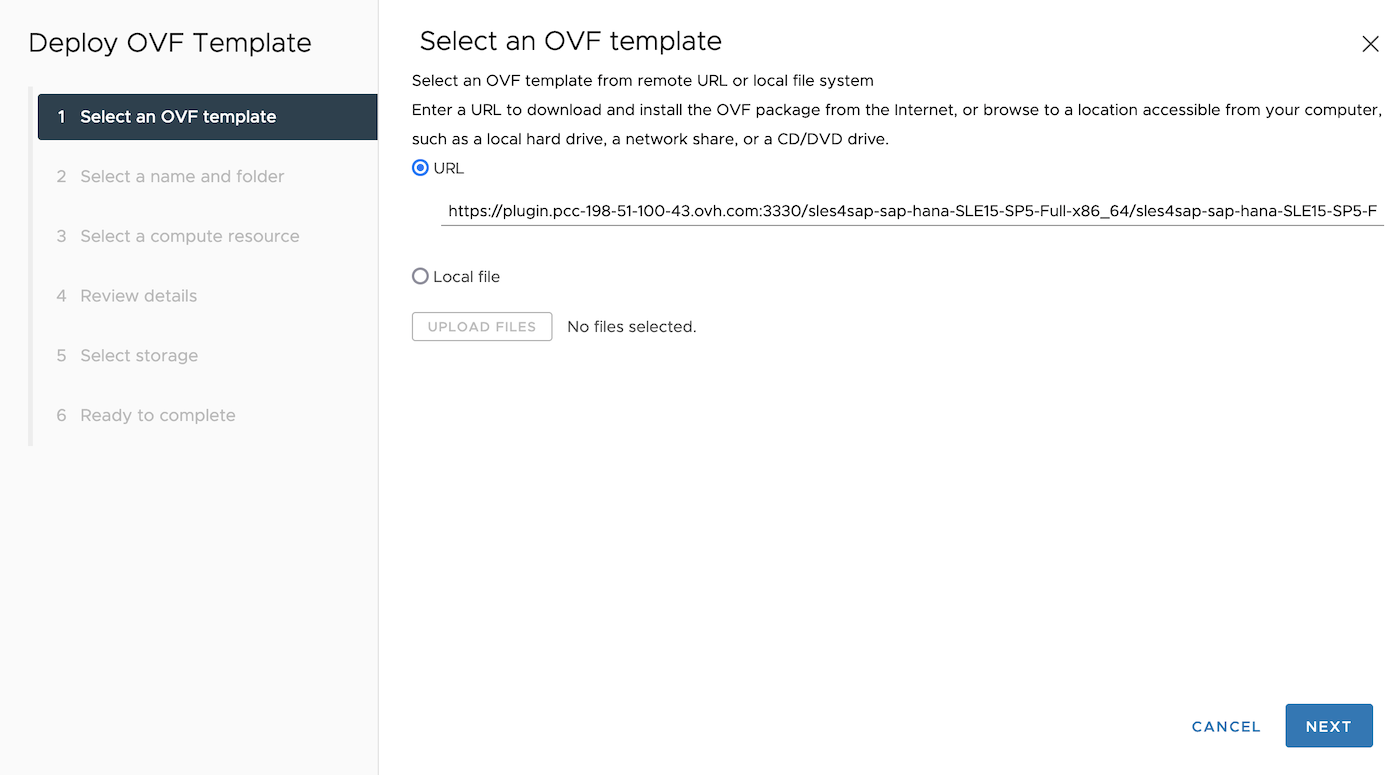 Deploy OVF Template
1 Select an OVF template
2 Select a name and folder
3 Select a compute resource
4 Review details
5 Select storage
6 Ready to complete
Select an OVF template
Select an OVF template from remote URL or local file system
Enter a URL to download and install the OVF package from the Internet, or browse to a location accessible from your computer,
such as a local hard drive, a network share, or a CD/DVD drive.
URL
https://plugin.pcc-198-51-100-43.ovh.com:3330/sles4sap-sap-hana-SLE15-SP5-Full-x86_64/sles4sap-sap-hana-SLE15-SP5-F
Local file
UPLOAD FILES No files selected.
CANCEL NEXT